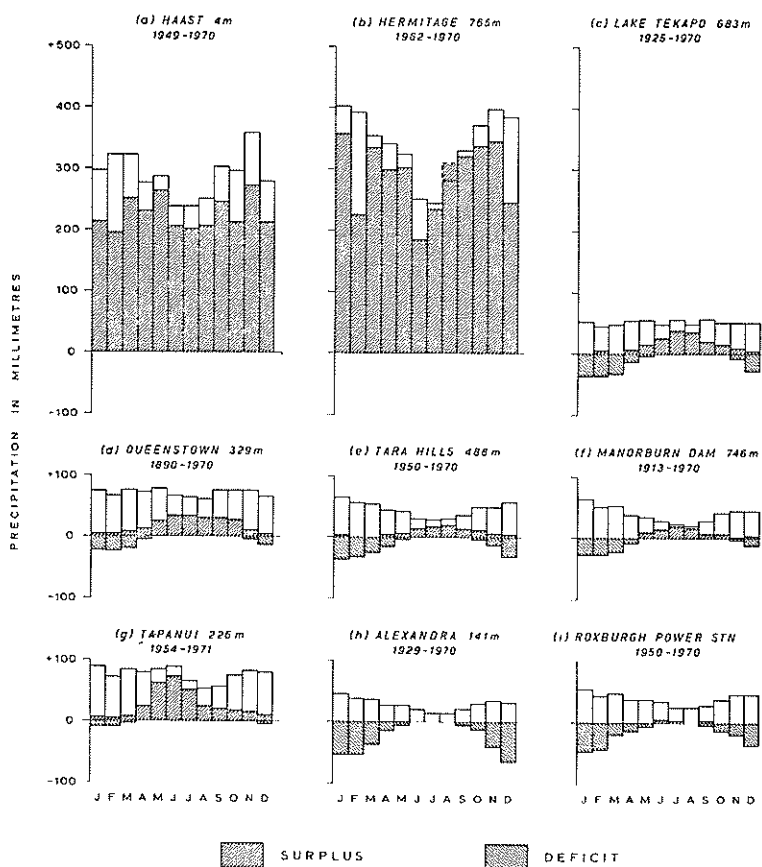 (a) HAAST 4m
1949-1970
(b) HERMITAGE 765m
1962-1970
(c) LAKE TEKAPO 683m
1925-1970
+500
400
300
200
100
0
-100
PRECIPITATION IN MILLIMETRES
(d) QUEENSTOWN 329m
1890-1970
(e) TARA HILLS 488m
1950-1970
(f) MANORBURN DAM 746m
1913-1970
+100
0
-100
(g) TAPANUI 226m
1954-1971
(h) ALEXANDRA 141m
1929-1970
(i) ROXBURGH POWER STN
1950-1970
+100
0
-100
J F M A M J J A S O N D
J F M A M J J A S O N D
J F M A M J J A S O N D
SURPLUS
DEFICIT